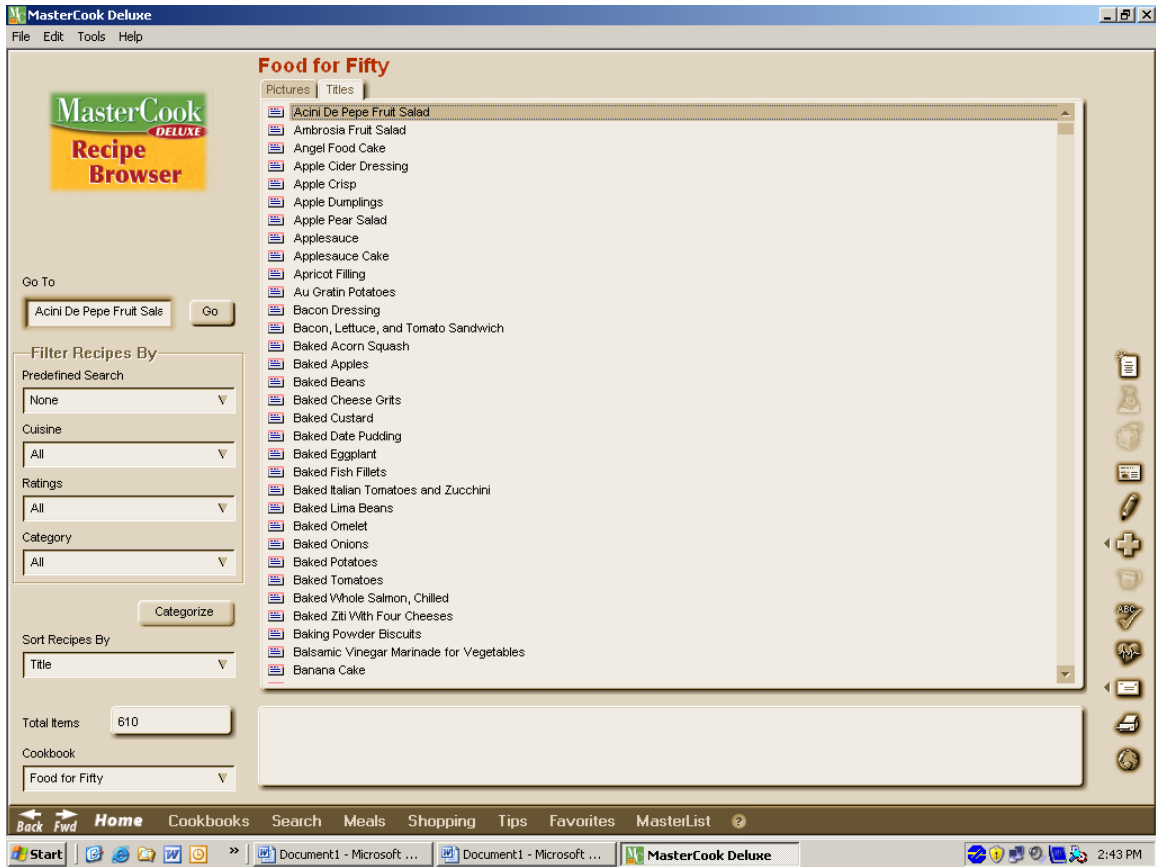 MasterCook Deluxe
File Edit Tools Help
MasterCook
DELUXE
Recipe
Browser
Go To
Acini De Pepe Fruit Sala
Go
Filter Recipes By
Predefined Search
None
Cuisine
All
Ratings
All
Category
All
Categorize
Sort Recipes By
Title
Total Items 610
Cookbook
Food for Fifty
Food for Fifty
Pictures Titles
Acini De Pepe Fruit Salad
Ambrosia Fruit Salad
Angel Food Cake
Apple Cider Dressing
Apple Crisp
Apple Dumplings
Apple Pear Salad
Applesauce
Applesauce Cake
Apricot Filling
Au Gratin Potatoes
Bacon Dressing
Bacon, Lettuce, and Tomato Sandwich
Baked Acorn Squash
Baked Apples
Baked Beans
Baked Cheese Grits
Baked Custard
Baked Date Pudding
Baked Eggplant
Baked Fish Fillets
Baked Italian Tomatoes and Zucchini
Baked Lima Beans
Baked Omelet
Baked Onions
Baked Potatoes
Baked Tomatoes
Baked Whole Salmon, Chilled
Baked Ziti With Four Cheeses
Baking Powder Biscuits
Balsamic Vinegar Marinade for Vegetables
Banana Cake
ABC
Back Fwd Home Cookbooks Search Meals Shopping Tips Favorites MasterList ?
Start » Document1 - Microsoft ... Document1 - Microsoft ... MasterCook Deluxe 2:43 PM